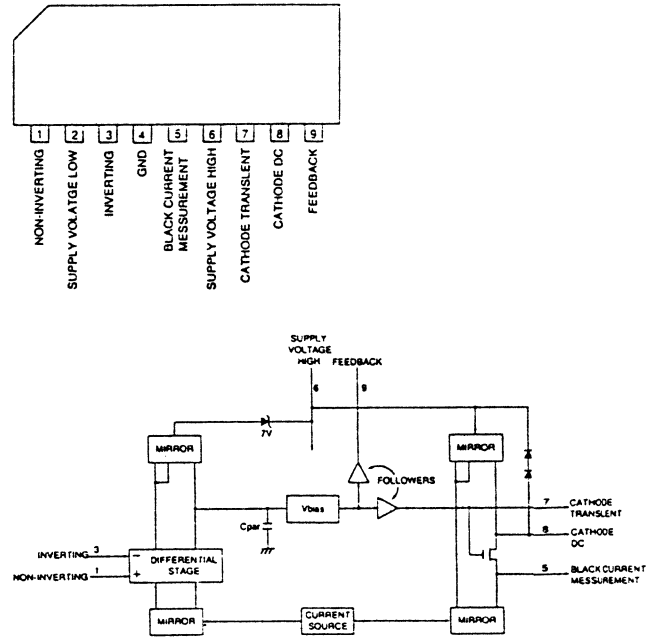 1 2 3 4 5 6 7 8 9
NON-INVERTING
SUPPLY VOLATGE LOW
INVERTING
GND
BLACK CURRENT
MESSUREMENT
SUPPLY VOLTAGE HIGH
CATHODE TRANSLENT
CATHODE DC
FEEDBACK
SUPPLY
VOLTAGE
HIGH
FEEDBACK
6
9
7V
MIRROR
MIRROR
FOLLOWERS
Vbias
Cpar
7
CATHODE
TRANSLENT
8
CATHODE
DC
INVERTING 3
-
DIFFERENTIAL
STAGE
NON-INVERTING 1
+
5
BLACK CURRENT
MESSUREMENT
MIRROR
CURRENT
SOURCE
MIRROR